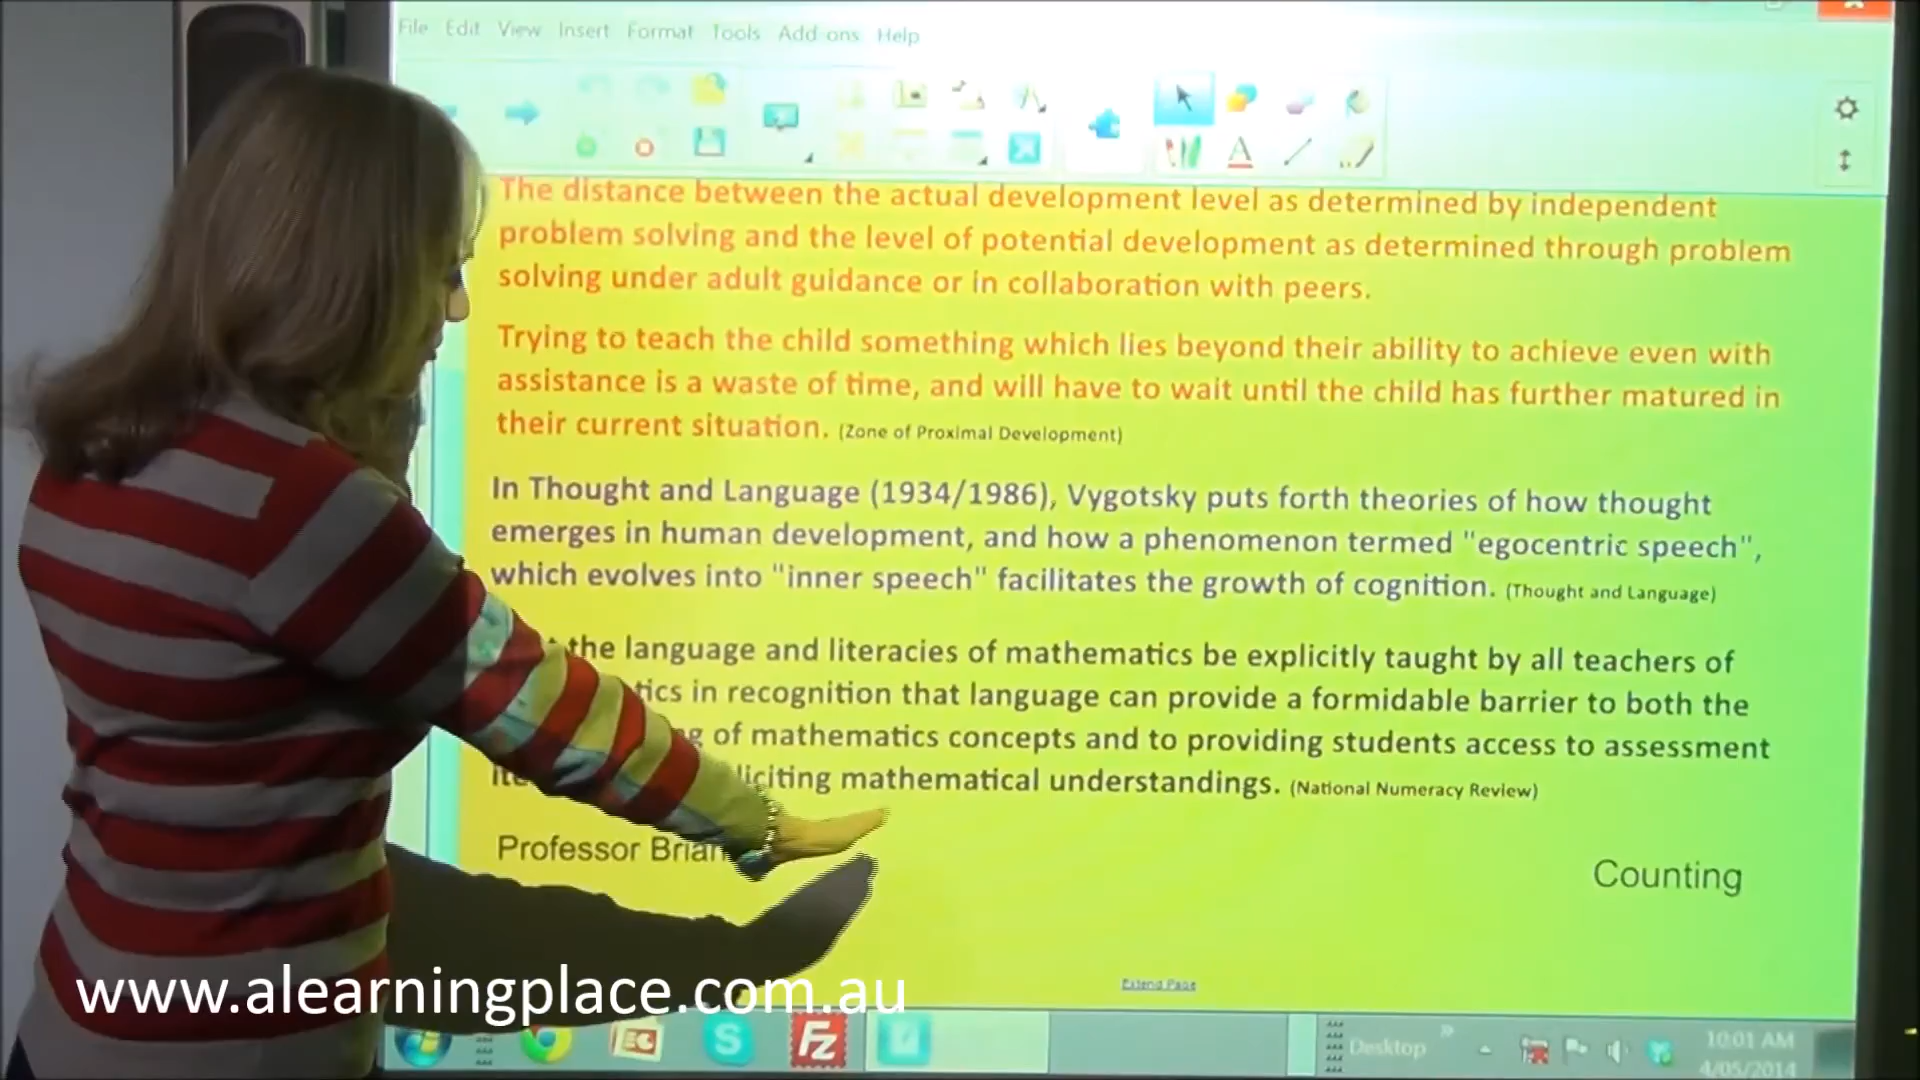 File Edit View Insert Format Tools Add-ons Help
The distance between the actual development level as determined by independent
problem solving and the level of potential development as determined through problem
solving under adult guidance or in collaboration with peers.
Trying to teach the child something which lies beyond their ability to achieve even with
assistance is a waste of time, and will have to wait until the child has further matured in
their current situation. (Zone of Proximal Development)
In Thought and Language (1934/1986), Vygotsky puts forth theories of how thought
emerges in human development, and how a phenomenon termed "egocentric speech",
which evolves into "inner speech" facilitates the growth of cognition. (Thought and Language)
the language and literacies of mathematics be explicitly taught by all teachers of
in recognition that language can provide a formidable barrier to both the
of mathematics concepts and to providing students access to assessment
mathematical understandings. (National Numeracy Review)
Professor Brian
Counting
Extend Page
www.alearningplace.com.au
Desktop
10:01 AM
4/05/2014